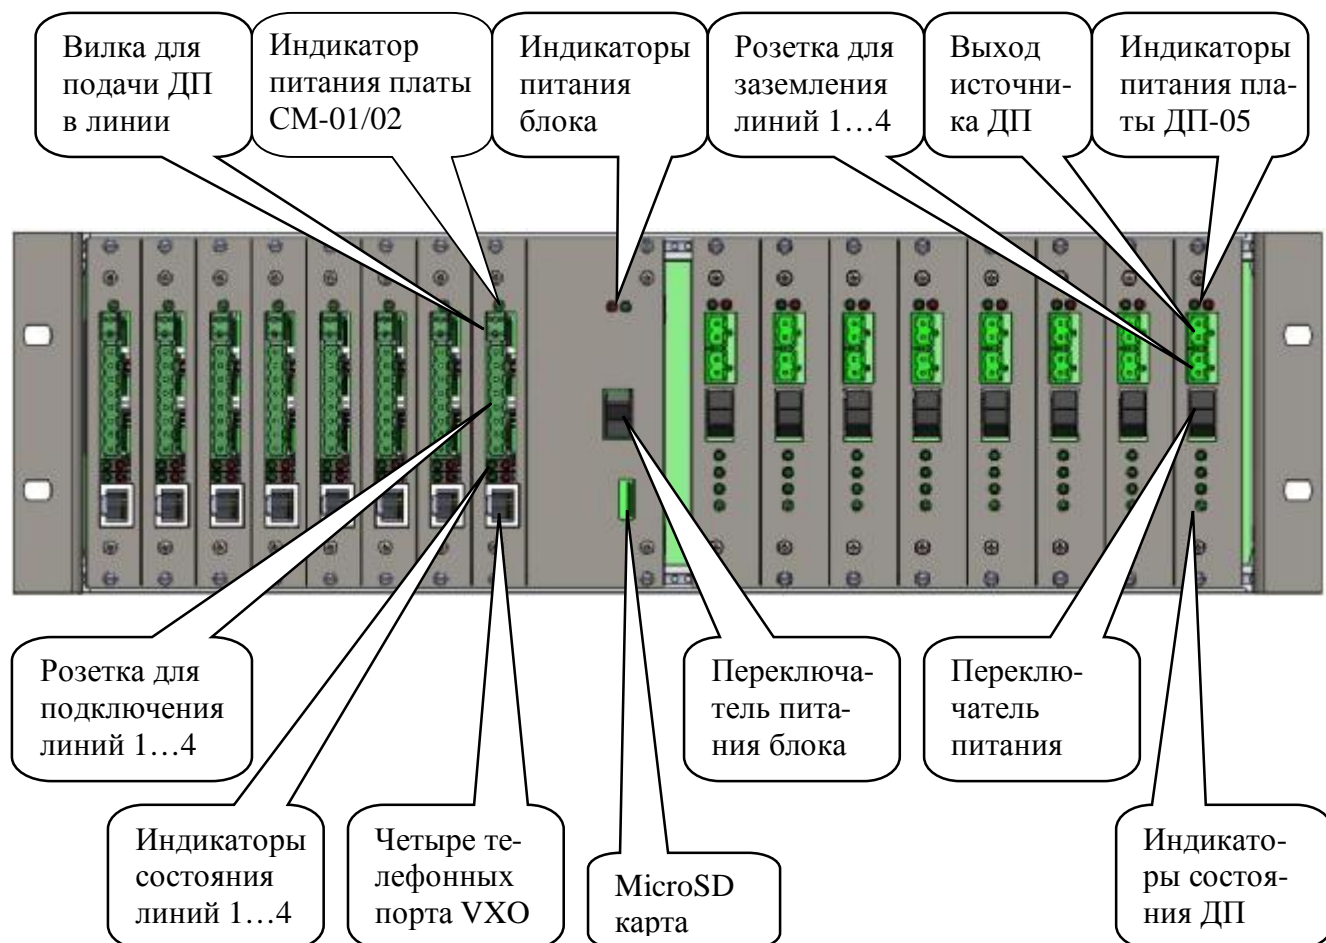 Вилка для
подачи ДП
в линии
Индикатор
питания платы
СМ-01/02
Индикаторы
питания
блока
Розетка для
заземления
линий 1…4
Выход
источни-
ка ДП
Индикаторы
питания пла-
ты ДП-05
Розетка для
подключения
линий 1…4
Переключа-
тель пита-
ния блока
Переклю-
чатель
питания
Индикаторы
состояния
линий 1…4
Четыре те-
лефонных
порта VXO
MicroSD
карта
Индикато-
ры состоя-
ния ДП